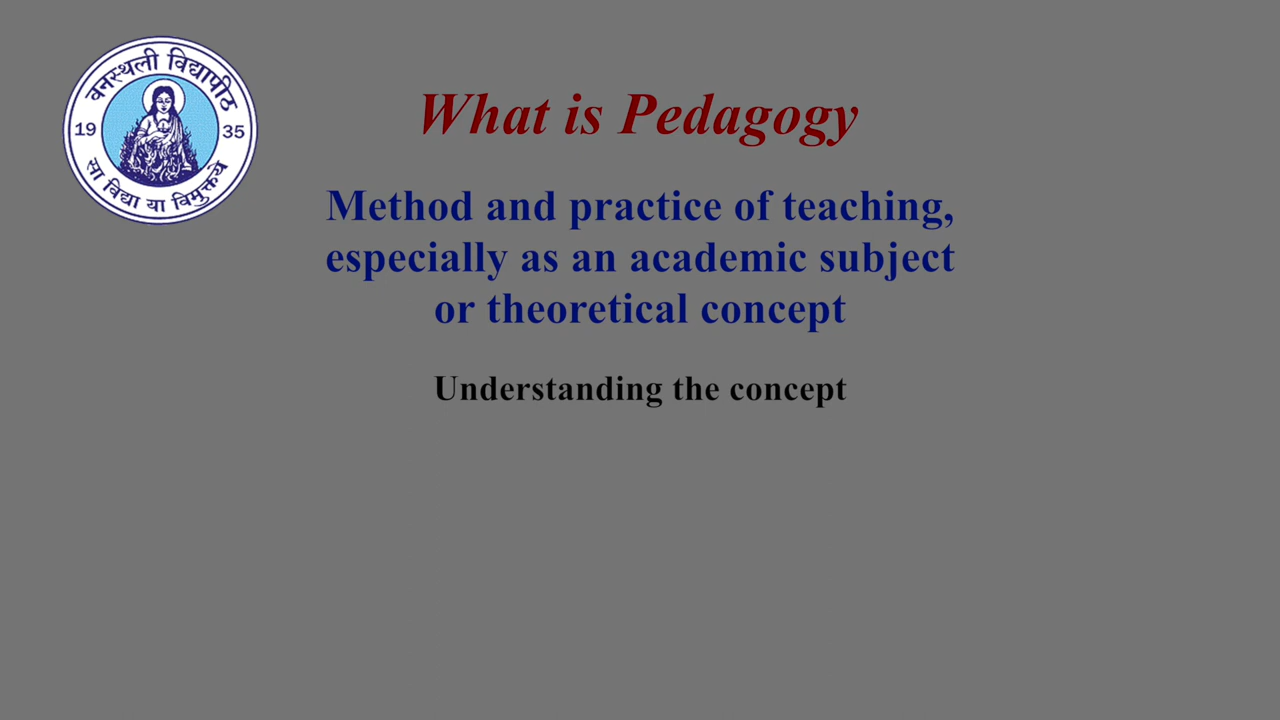 वनस्थली विद्यापीठ
19 35
सा विद्या या विमुक्तये
What is Pedagogy
Method and practice of teaching,
especially as an academic subject
or theoretical concept
Understanding the concept